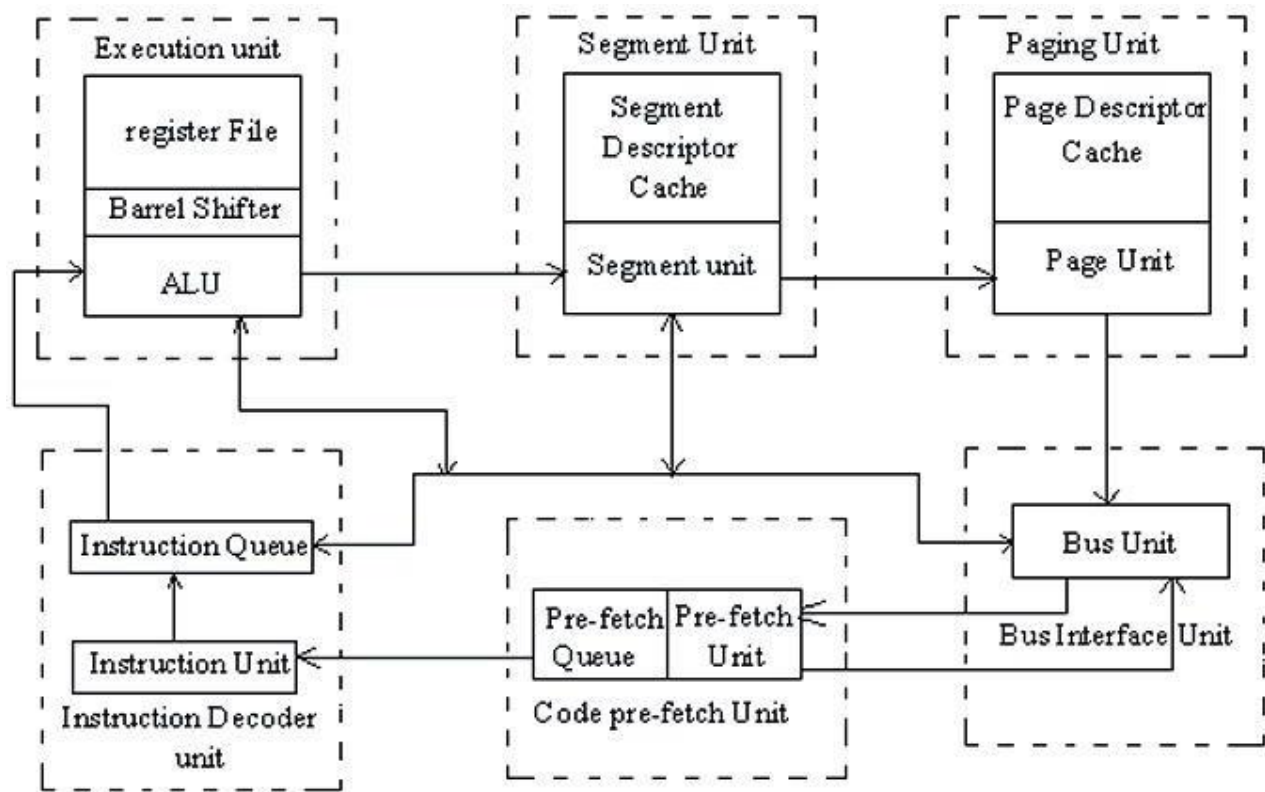 Execution unit
register File
Barrel Shifter
ALU
Segment Unit
Segment
Descriptor
Cache
Segment unit
Paging Unit
Page Descriptor
Cache
Page Unit
Instruction Queue
Instruction Unit
Instruction Decoder
unit
Pre-fetch
Queue
Pre-fetch
Unit
Code pre-fetch Unit
Bus Unit
Bus Interface Unit